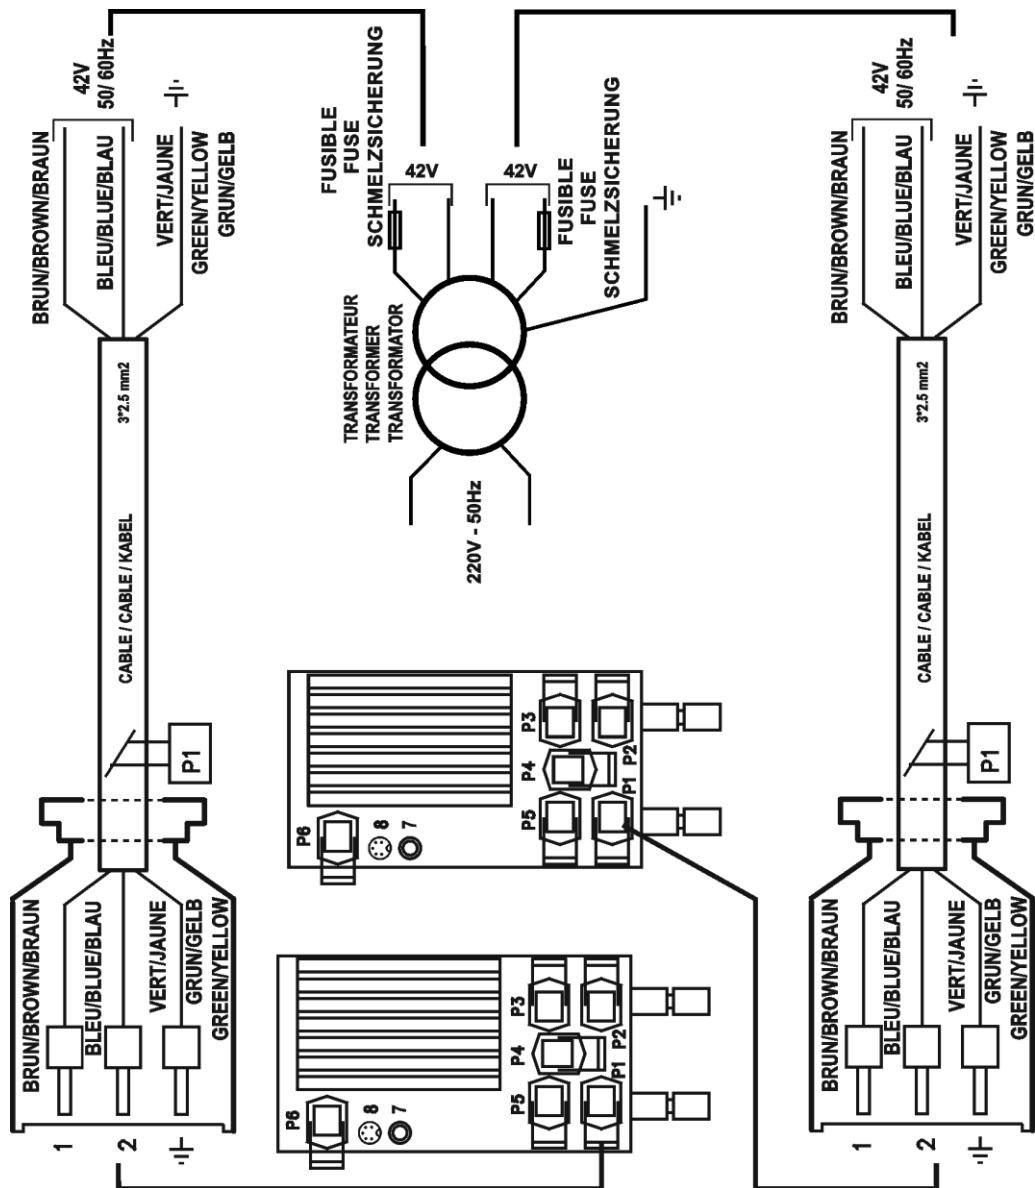 42V
50/ 60Hz
BRUN/BROWN/BRAUN
BLEU/BLUE/BLAU
VERT/JAUNE
GREEN/YELLOW
GRUN/GELB
3*2.5 mm2
CABLE / CABLE / KABEL
P1
BRUN/BROWN/BRAUN
BLEU/BLUE/BLAU
VERT/JAUNE
GRUN/GELB
GREEN/YELLOW
1
2
FUSIBLE
FUSE
SCHMELZSICHERUNG
42V
42V
FUSIBLE
FUSE
SCHMELZSICHERUNG
TRANSFORMATEUR
TRANSFORMER
TRANSFORMATOR
220V - 50Hz
P3
P4
P2
P5
P1
P6
8
7
P3
P4
P2
P5
P1
P6
8
7
42V
50/ 60Hz
BRUN/BROWN/BRAUN
BLEU/BLUE/BLAU
VERT/JAUNE
GREEN/YELLOW
GRUN/GELB
3*2.5 mm2
CABLE / CABLE / KABEL
P1
BRUN/BROWN/BRAUN
BLEU/BLUE/BLAU
VERT/JAUNE
GRUN/GELB
GREEN/YELLOW
1
2